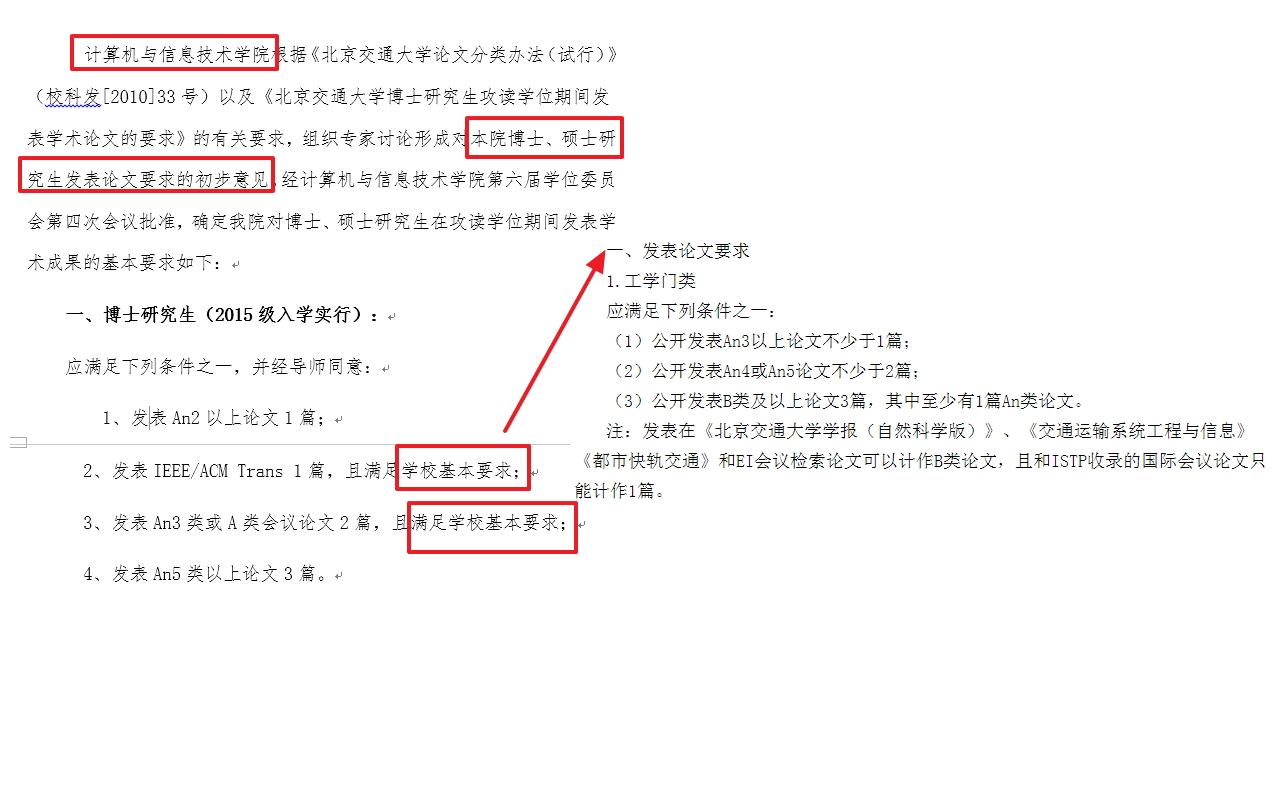 计算机与信息技术学院根据《北京交通大学论文分类办法（试行）》
（校科发[2010]33 号）以及《北京交通大学博士研究生攻读学位期间发
表学术论文的要求》的有关要求，组织专家讨论形成对本院博士、硕士研
究生发表论文要求的初步意见，经计算机与信息技术学院第六届学位委员
会第四次会议批准，确定我院对博士、硕士研究生在攻读学位期间发表学
术成果的基本要求如下：
一、博士研究生（2015 级入学实行）：
应满足下列条件之一，并经导师同意：
1、发表 An2 以上论文 1 篇；
2、发表 IEEE/ACM Trans 1 篇，且满足学校基本要求；
3、发表 An3 类或 A 类会议论文 2 篇，且满足学校基本要求；
4、发表 An5 类以上论文 3 篇。
一、发表论文要求
1.工学门类
应满足下列条件之一：
（1）公开发表An3以上论文不少于1篇；
（2）公开发表An4或An5论文不少于2篇；
（3）公开发表B类及以上论文3篇，其中至少有1篇An类论文。
注：发表在《北京交通大学学报（自然科学版）》、《交通运输系统工程与信息》
《都市快轨交通》和EI会议检索论文可以计作B类论文，且和ISTP收录的国际会议论文只
能计作1篇。